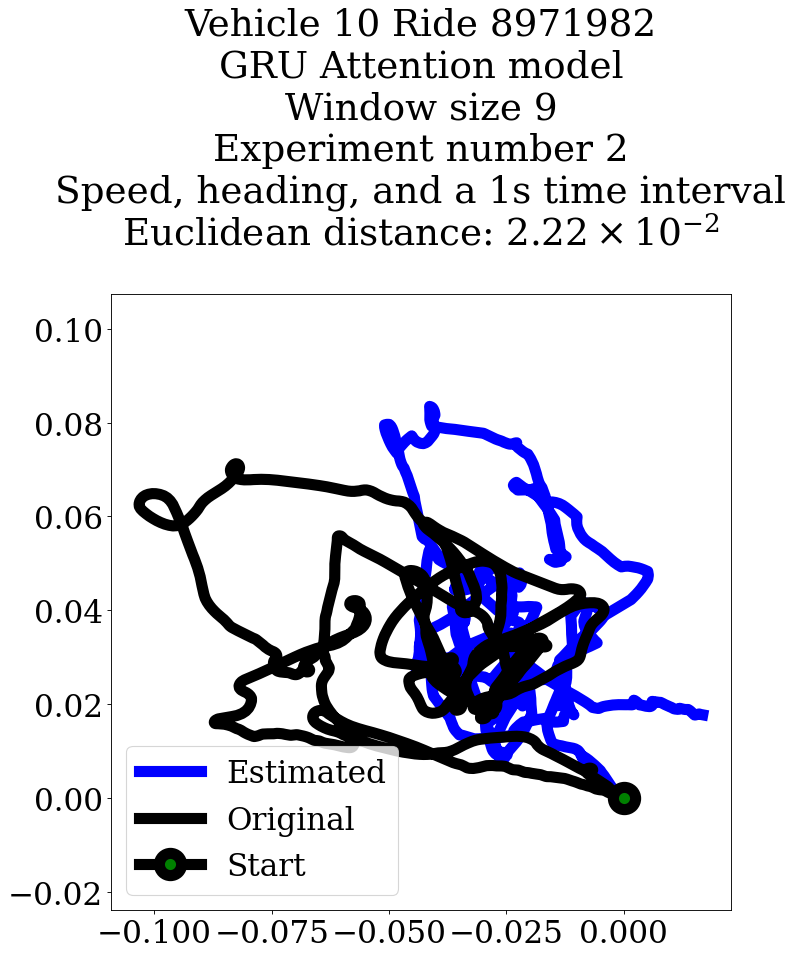 Vehicle 10 Ride 8971982
GRU Attention model
Window size 9
Experiment number 2
Speed, heading, and a 1s time interval
Euclidean distance: 2.22 × 10⁻²
0.10
0.08
0.06
0.04
0.02
0.00
−0.02
Estimated
Original
Start
−0.100 −0.075 −0.050 −0.025 0.000